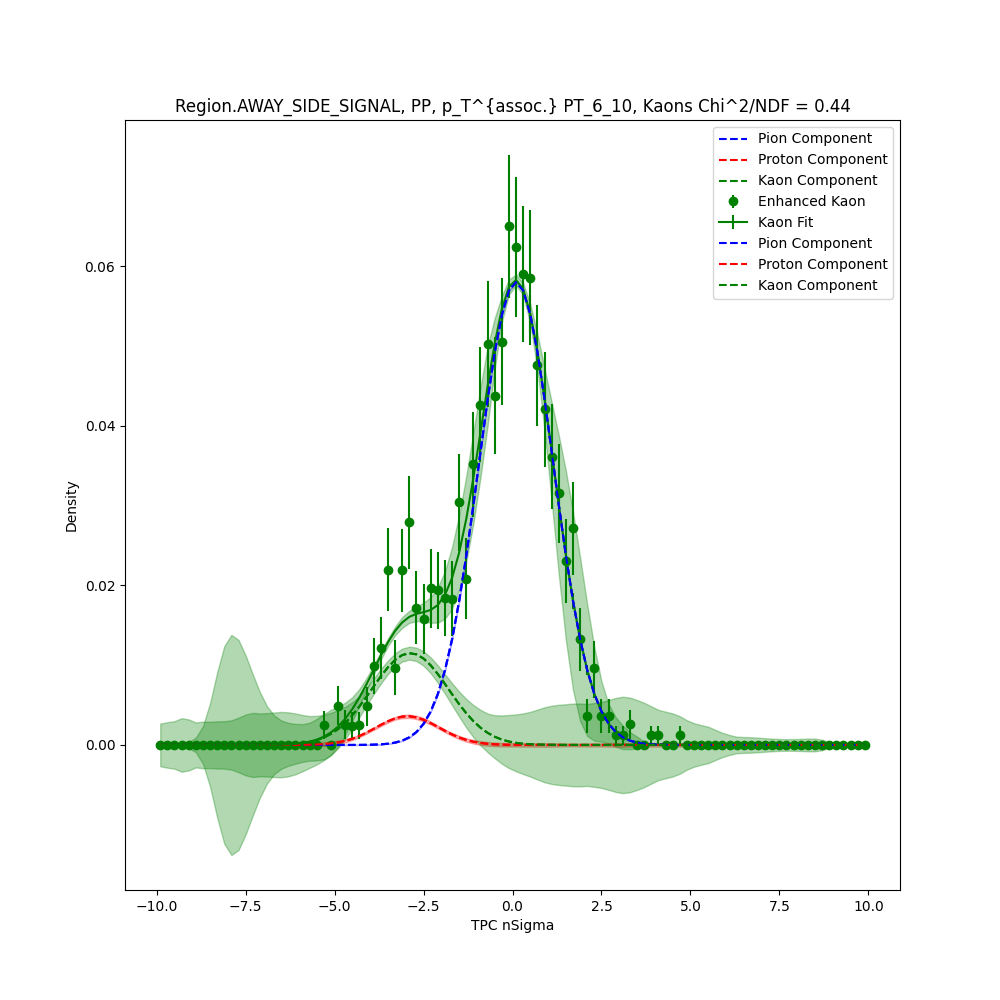 Region.AWAY_SIDE_SIGNAL, PP, p_T^{assoc.} PT_6_10, Kaons Chi^2/NDF = 0.44
Pion Component
Proton Component
Kaon Component
Enhanced Kaon
Kaon Fit
Pion Component
Proton Component
Kaon Component
0.06
0.04
0.02
0.00
Density
−10.0 −7.5 −5.0 −2.5 0.0 2.5 5.0 7.5 10.0
TPC nSigma